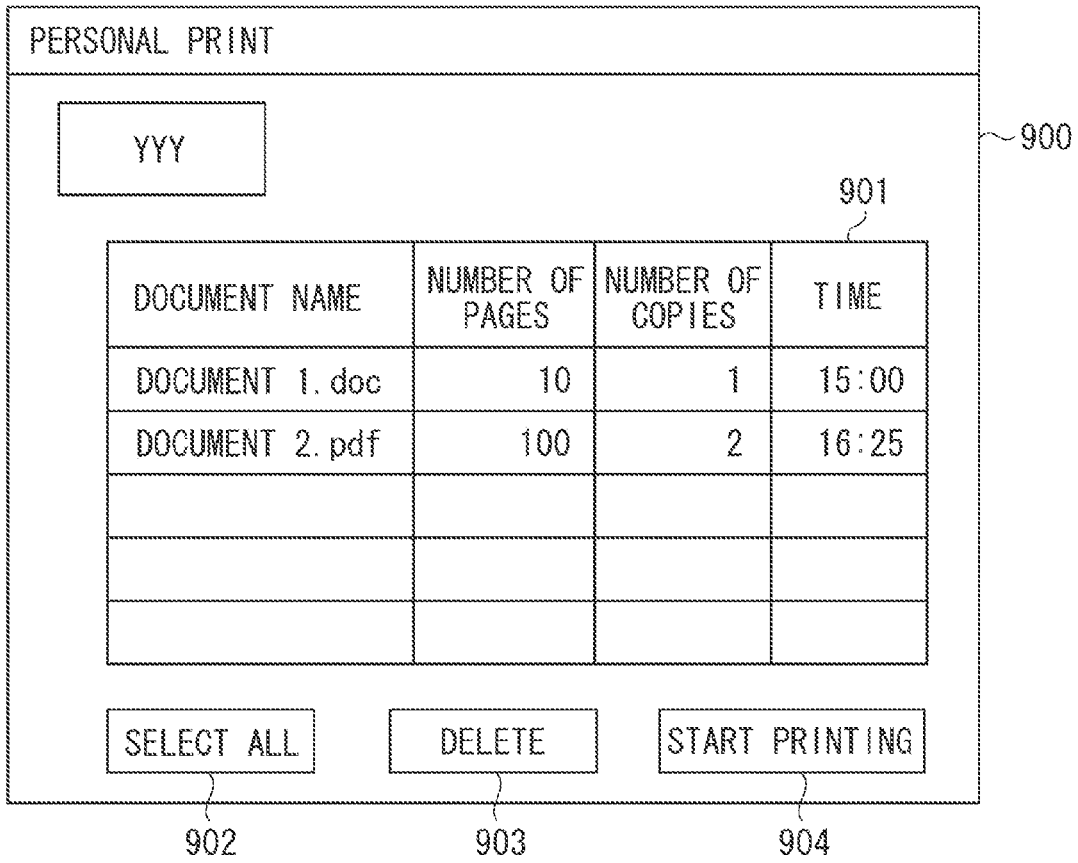 PERSONAL PRINT
YYY
900
901
DOCUMENT NAME NUMBER OF PAGES NUMBER OF COPIES TIME
DOCUMENT 1.doc 10 1 15:00
DOCUMENT 2.pdf 100 2 16:25
SELECT ALL DELETE START PRINTING
902 903 904